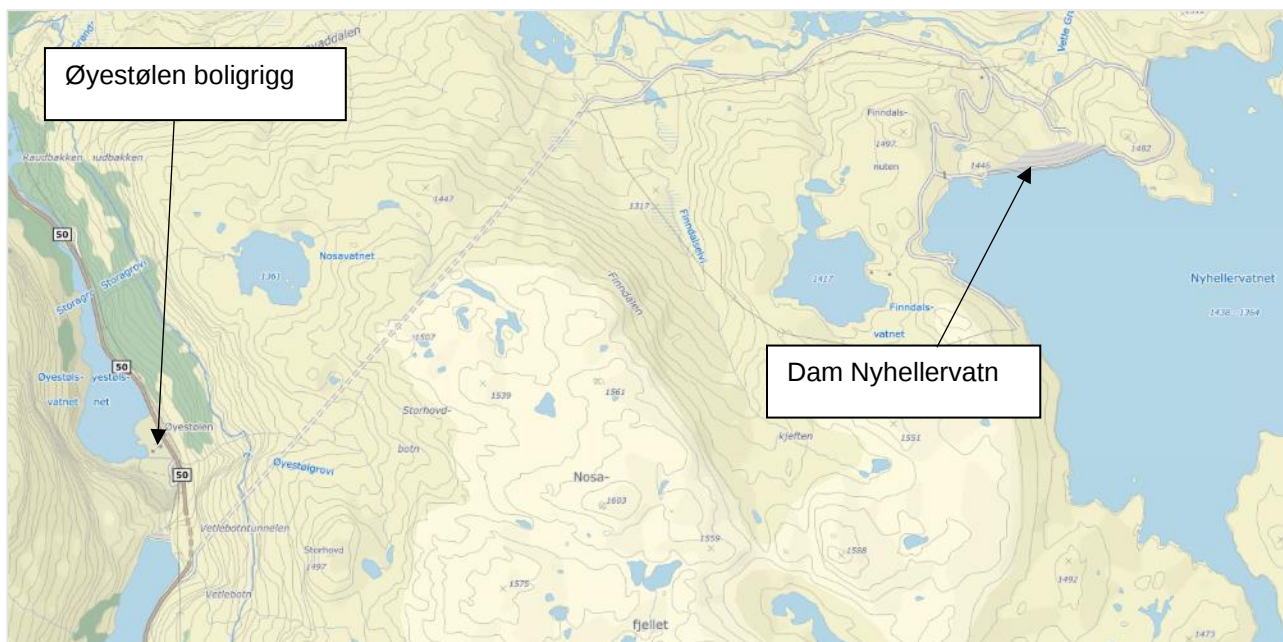 Øyestølen boligrigg
Dam Nyhellervatn
Vetle Gr
Raudbakken
udbakken
Finndals-
nuten
1497
1446
1482
1447
1317
Finndalselvi
50
Storagrovi
Nosavatnet
1361
Finndalen
1417
Finndals-
vatnet
Nyhellervatnet
1438 - 1364
50
1507
Øyestøls-
vatnet
yestøls-
net
1539
1561
Storhovd-
botn
Øyestølen
kjeften
1551
50
Øyestølgrovi
Nosa-
1603
Vetlebotntunnelen
1559
1588
Storhovd
1497
1575
1492
Vetlebotn
fjellet
1473